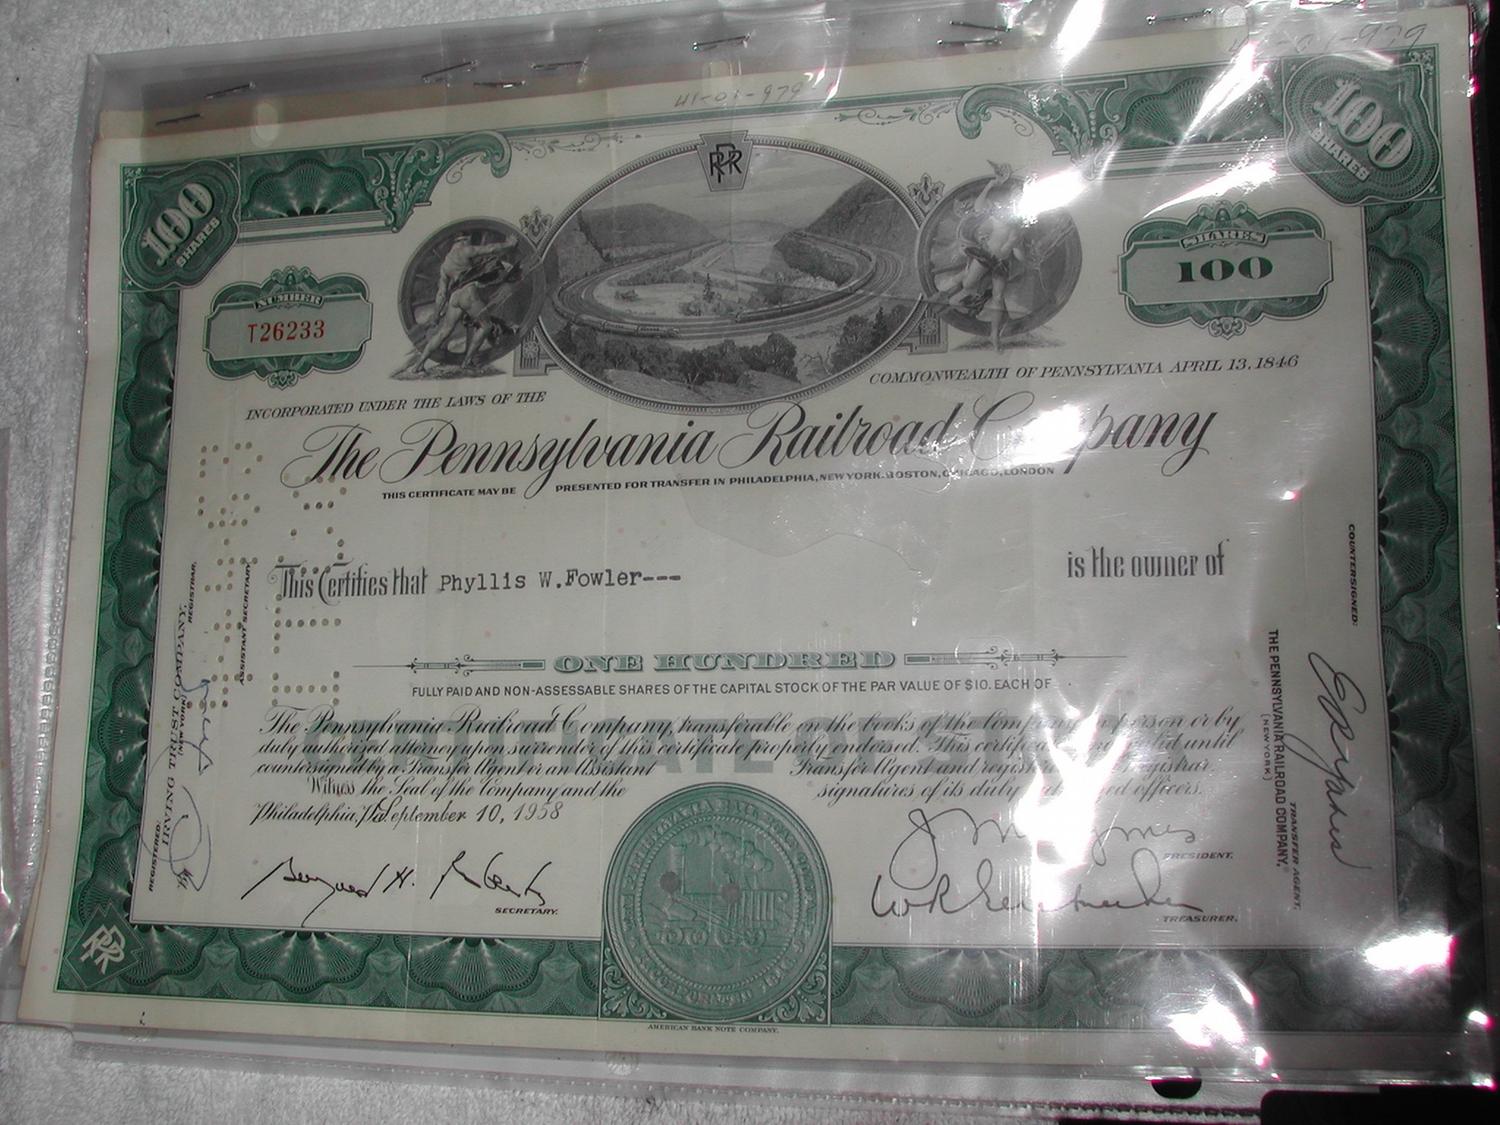 41-01-979
100
SHARES
100
SHARES
PRR
NUMBER
T26233
SHARES
100
INCORPORATED UNDER THE LAWS OF THE
COMMONWEALTH OF PENNSYLVANIA APRIL 13, 1846
The Pennsylvania Railroad Company
THIS CERTIFICATE MAY BE PRESENTED FOR TRANSFER IN PHILADELPHIA, NEW YORK, BOSTON, CHICAGO, LONDON
This Certifies that Phyllis W.Fowler---
is the owner of
ONE HUNDRED
FULLY PAID AND NON-ASSESSABLE SHARES OF THE CAPITAL STOCK OF THE PAR VALUE OF $10. EACH OF
The Pennsylvania Railroad Company, transferable on the books of the Company in person or by
duly authorized attorney upon surrender of this certificate properly endorsed. This certificate is not valid until
countersigned by a Transfer Agent or an Assistant Transfer Agent and registered by a Registrar.
Witness the Seal of the Company and the signatures of its duly authorized officers.
Philadelphia, Pa. September 10, 1958
SECRETARY.
PRESIDENT.
TREASURER.
PRR
AMERICAN BANK NOTE COMPANY.
COUNTERSIGNED:
THE PENNSYLVANIA RAILROAD COMPANY,
(NEW YORK)
TRANSFER AGENT.
REGISTERED:
IRVING TRUST COMPANY
(NEW YORK)
REGISTRAR.
ASSISTANT SECRETARY